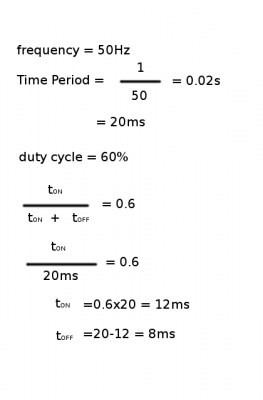 frequency = 50Hz
1
Time Period = = 0.02s
50
= 20ms
duty cycle = 60%
tON
= 0.6
tON + tOFF
tON
= 0.6
20ms
tON =0.6x20 = 12ms
tOFF =20-12 = 8ms